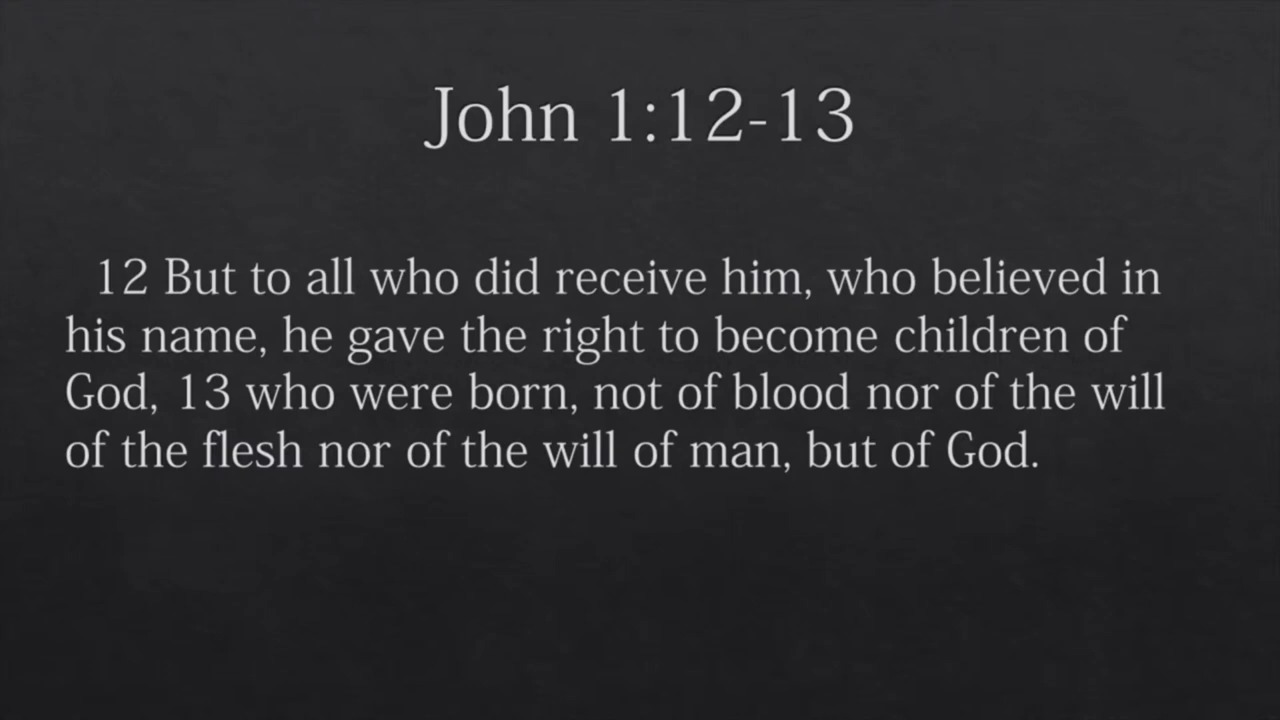 John 1:12-13
12 But to all who did receive him, who believed in
his name, he gave the right to become children of
God, 13 who were born, not of blood nor of the will
of the flesh nor of the will of man, but of God.